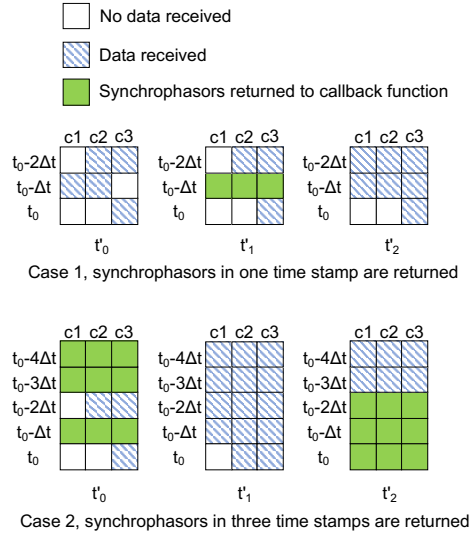 No data received
Data received
Synchrophasors returned to callback function
c1 c2 c3 c1 c2 c3 c1 c2 c3
t0-2Δt t0-2Δt t0-2Δt
t0-Δt t0-Δt t0-Δt
t0 t0 t0
t'0 t'1 t'2
Case 1, synchrophasors in one time stamp are returned
c1 c2 c3 c1 c2 c3 c1 c2 c3
t0-4Δt t0-4Δt t0-4Δt
t0-3Δt t0-3Δt t0-3Δt
t0-2Δt t0-2Δt t0-2Δt
t0-Δt t0-Δt t0-Δt
t0 t0 t0
t'0 t'1 t'2
Case 2, synchrophasors in three time stamps are returned